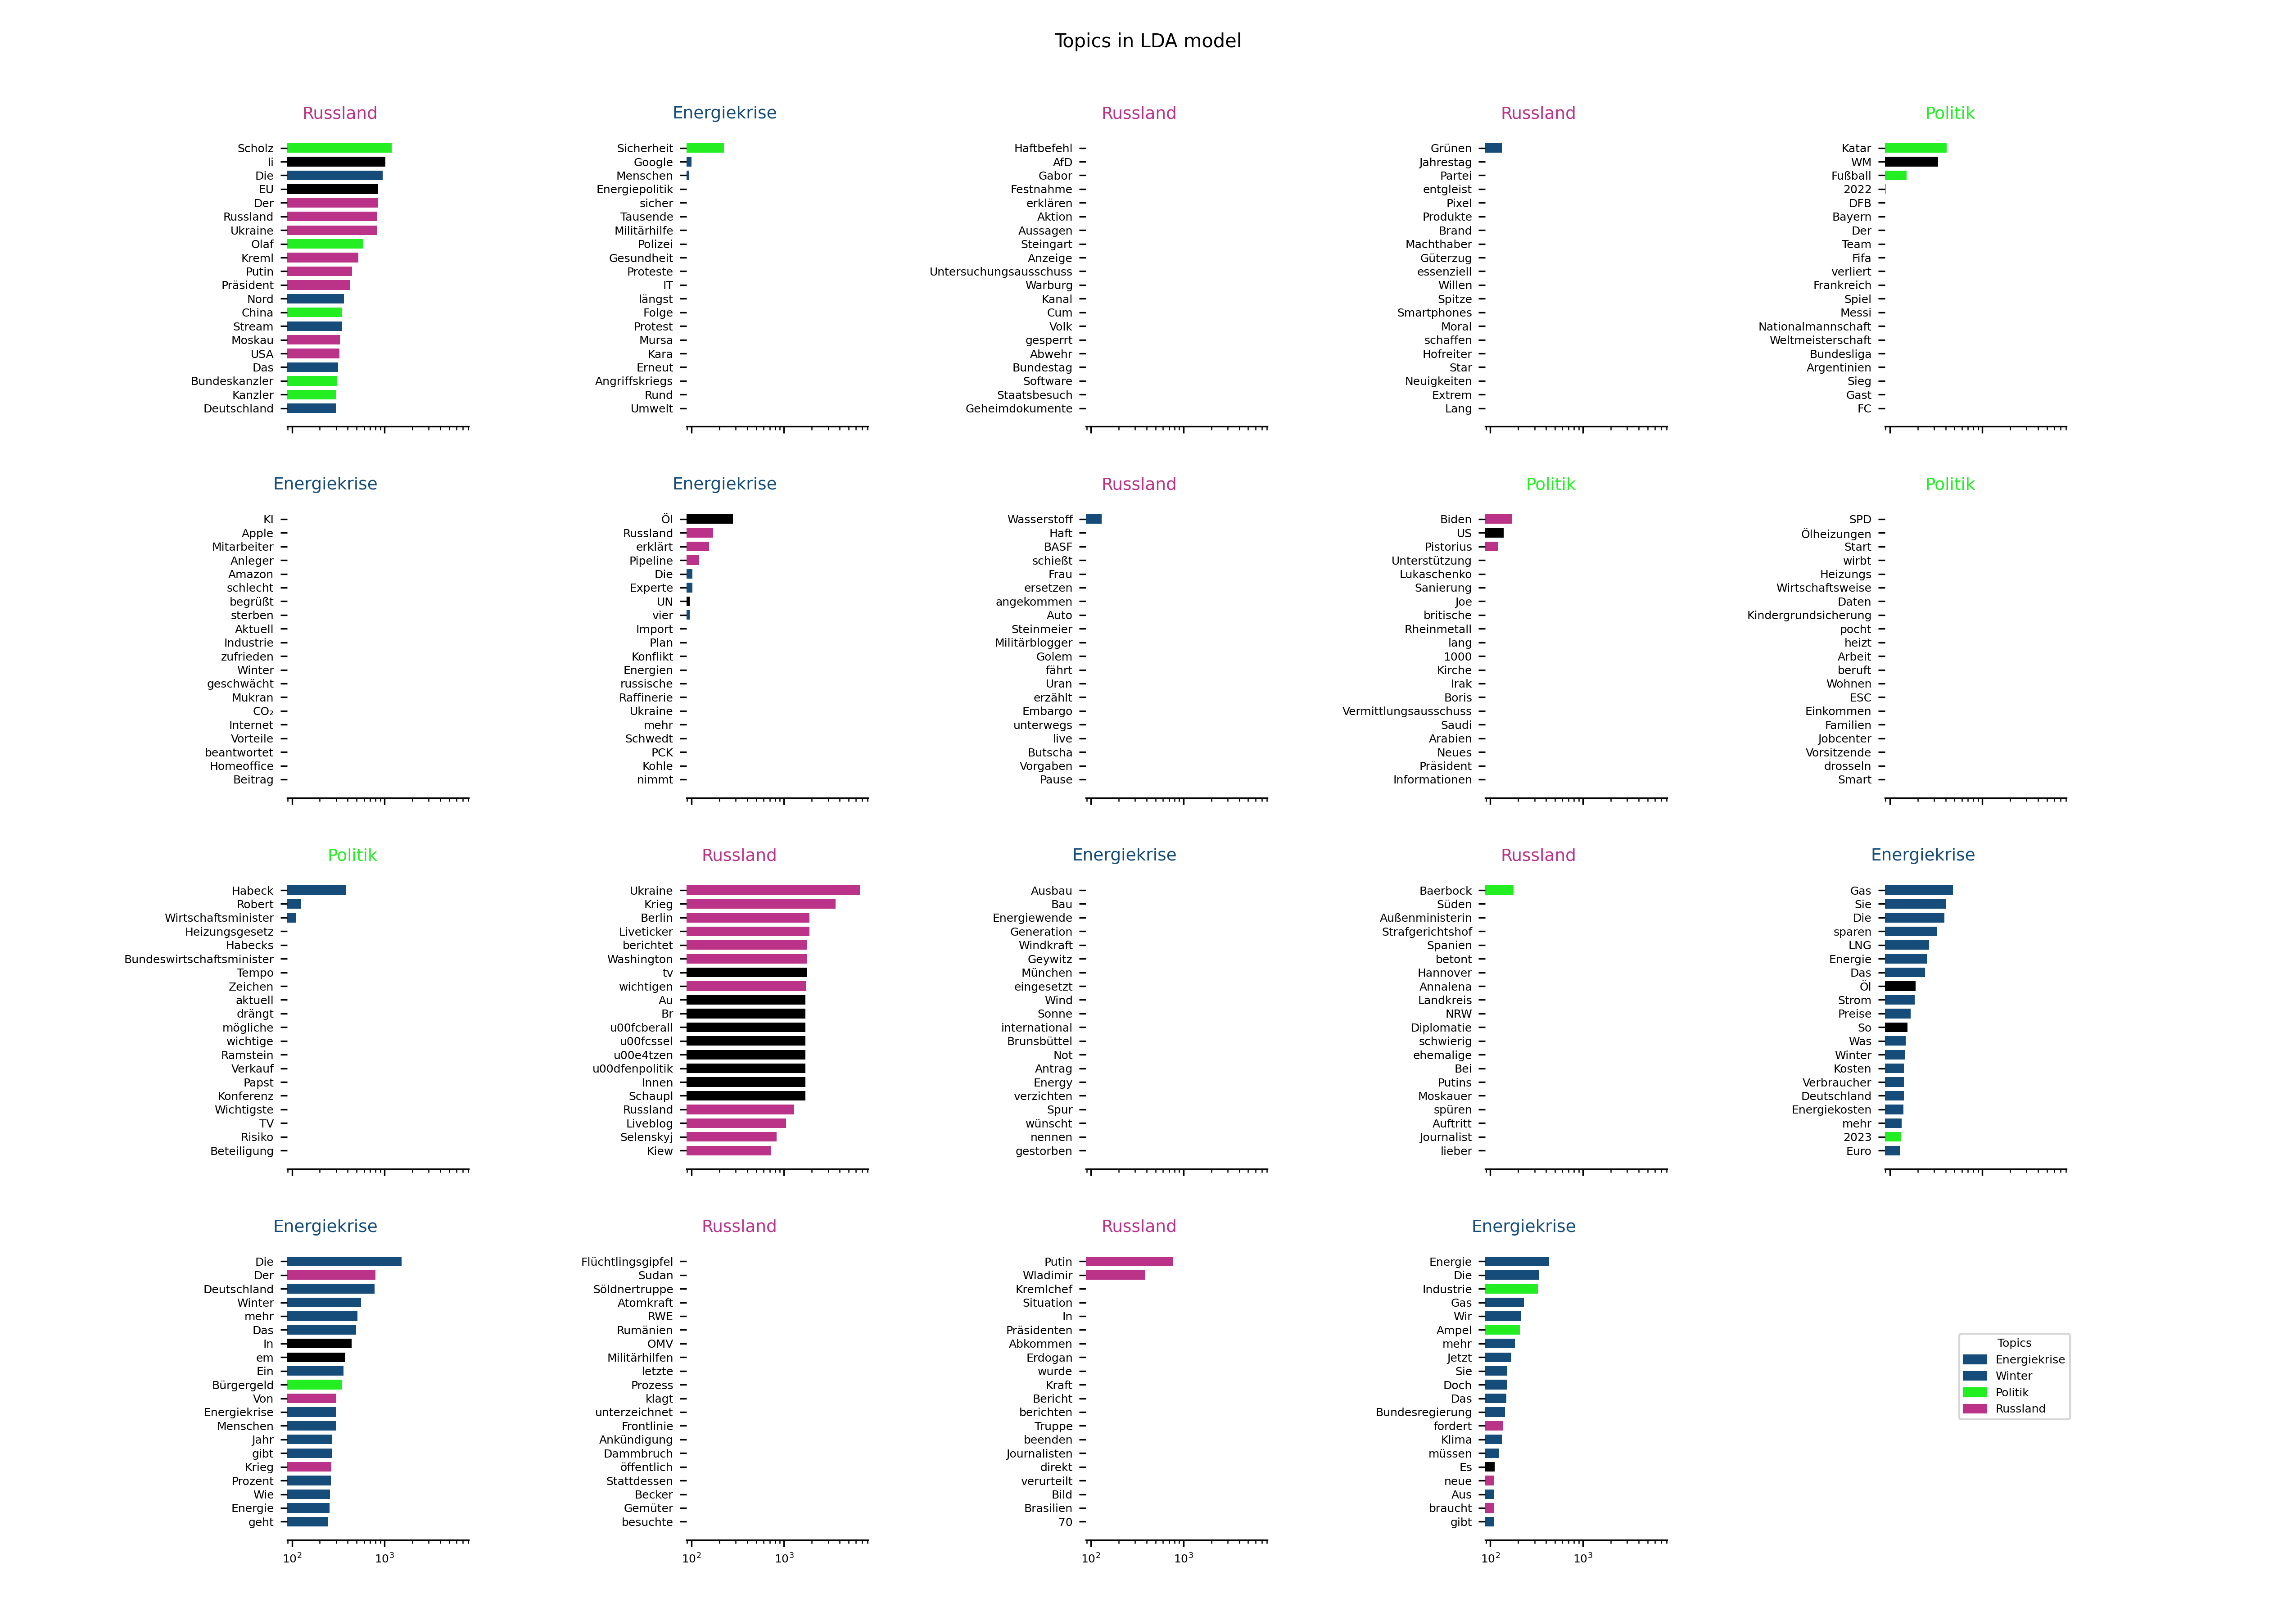 Topics in LDA model
Russland
Scholz
li
Die
EU
Der
Russland
Ukraine
Olaf
Kreml
Putin
Präsident
Nord
China
Stream
Moskau
USA
Das
Bundeskanzler
Kanzler
Deutschland
Energiekrise
Sicherheit
Google
Menschen
Energiepolitik
sicher
Tausende
Militärhilfe
Polizei
Gesundheit
Proteste
IT
längst
Folge
Protest
Mursa
Kara
Erneut
Angriffskriegs
Rund
Umwelt
Russland
Haftbefehl
AfD
Gabor
Festnahme
erklären
Aktion
Aussagen
Steingart
Anzeige
Untersuchungsausschuss
Warburg
Kanal
Cum
Volk
gesperrt
Abwehr
Bundestag
Software
Staatsbesuch
Geheimdokumente
Russland
Grünen
Jahrestag
Partei
entgleist
Pixel
Produkte
Brand
Machthaber
Güterzug
essenziell
Willen
Spitze
Smartphones
Moral
schaffen
Hofreiter
Star
Neuigkeiten
Extrem
Lang
Politik
Katar
WM
Fußball
2022
DFB
Bayern
Der
Team
Fifa
verliert
Frankreich
Spiel
Messi
Nationalmannschaft
Weltmeisterschaft
Bundesliga
Argentinien
Sieg
Gast
FC
Energiekrise
KI
Apple
Mitarbeiter
Anleger
Amazon
schlecht
begrüßt
sterben
Aktuell
Industrie
zufrieden
Winter
geschwächt
Mukran
CO₂
Internet
Vorteile
beantwortet
Homeoffice
Beitrag
Energiekrise
Öl
Russland
erklärt
Pipeline
Die
Experte
UN
vier
Import
Plan
Konflikt
Energien
russische
Raffinerie
Ukraine
mehr
Schwedt
PCK
Kohle
nimmt
Russland
Wasserstoff
Haft
BASF
schießt
Frau
ersetzen
angekommen
Auto
Steinmeier
Militärblogger
Golem
fährt
Uran
erzählt
Embargo
unterwegs
live
Butscha
Vorgaben
Pause
Politik
Biden
US
Pistorius
Unterstützung
Lukaschenko
Sanierung
Joe
britische
Rheinmetall
lang
1000
Kirche
Irak
Boris
Vermittlungsausschuss
Saudi
Arabien
Neues
Präsident
Informationen
Politik
SPD
Ölheizungen
Start
wirbt
Heizungs
Wirtschaftsweise
Daten
Kindergrundsicherung
pocht
heizt
Arbeit
beruft
Wohnen
ESC
Einkommen
Familien
Jobcenter
Vorsitzende
drosseln
Smart
Politik
Habeck
Robert
Wirtschaftsminister
Heizungsgesetz
Habecks
Bundeswirtschaftsminister
Tempo
Zeichen
aktuell
drängt
mögliche
wichtige
Ramstein
Verkauf
Papst
Konferenz
Wichtigste
TV
Risiko
Beteiligung
Russland
Ukraine
Krieg
Berlin
Liveticker
berichtet
Washington
tv
wichtigen
Au
Br
u00fcberall
u00fcssel
u00e4tzen
u00dfenpolitik
Innen
Schaupl
Russland
Liveblog
Selenskyj
Kiew
Energiekrise
Ausbau
Bau
Energiewende
Generation
Windkraft
Geywitz
München
eingesetzt
Wind
Sonne
international
Brunsbüttel
Not
Antrag
Energy
verzichten
Spur
wünscht
nennen
gestorben
Russland
Baerbock
Süden
Außenministerin
Strafgerichtshof
Spanien
betont
Hannover
Annalena
Landkreis
NRW
Diplomatie
schwierig
ehemalige
Bei
Putins
Moskauer
spüren
Auftritt
Journalist
lieber
Energiekrise
Gas
Sie
Die
sparen
LNG
Energie
Das
Öl
Strom
Preise
So
Was
Winter
Kosten
Verbraucher
Deutschland
Energiekosten
mehr
2023
Euro
Energiekrise
Die
Der
Deutschland
Winter
mehr
Das
In
em
Ein
Bürgergeld
Von
Energiekrise
Menschen
Jahr
gibt
Krieg
Prozent
Wie
Energie
geht
10² 10³
Russland
Flüchtlingsgipfel
Sudan
Söldnertruppe
Atomkraft
RWE
Rumänien
OMV
Militärhilfen
letzte
Prozess
klagt
unterzeichnet
Frontlinie
Ankündigung
Dammbruch
öffentlich
Stattdessen
Becker
Gemüter
besuchte
10² 10³
Russland
Putin
Wladimir
Kremlchef
Situation
In
Präsidenten
Abkommen
Erdogan
wurde
Kraft
Bericht
berichten
Truppe
beenden
Journalisten
direkt
verurteilt
Bild
Brasilien
70
10² 10³
Energiekrise
Energie
Die
Industrie
Gas
Wir
Ampel
mehr
Jetzt
Sie
Doch
Das
Bundesregierung
fordert
Klima
müssen
Es
neue
Aus
braucht
gibt
10² 10³
Topics
Energiekrise
Winter
Politik
Russland